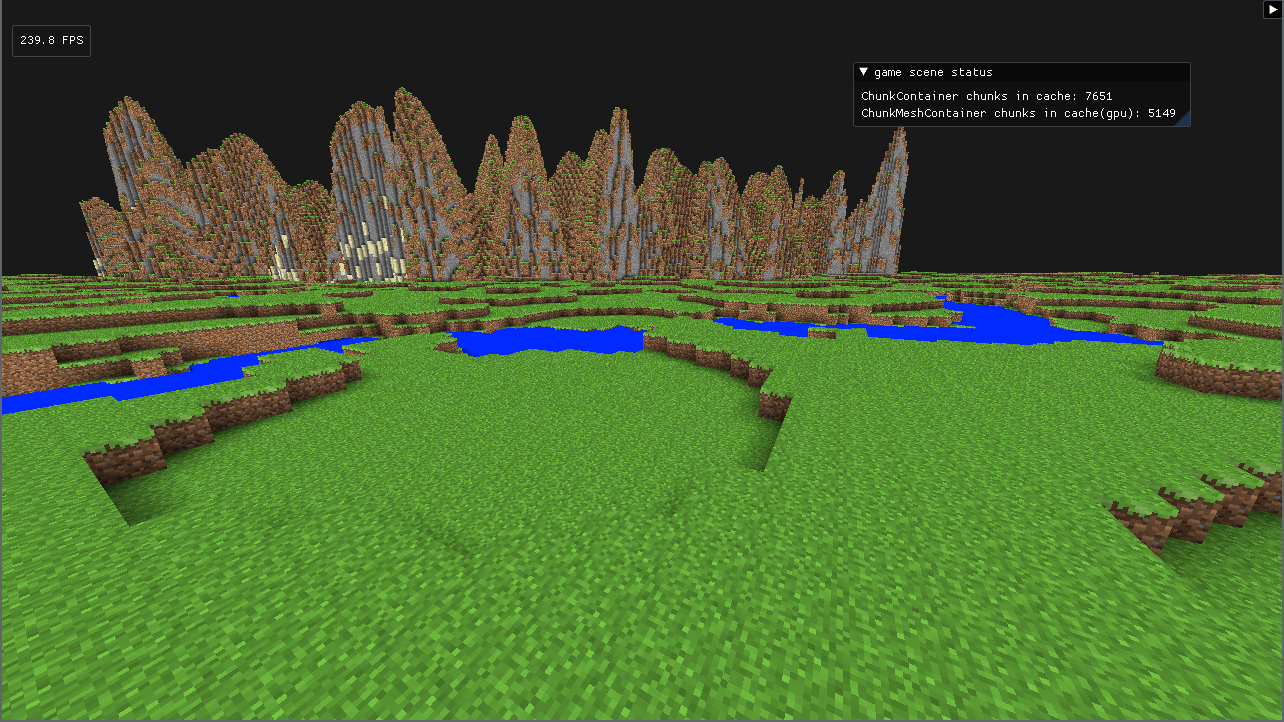 239.8 FPS
game scene status
ChunkContainer chunks in cache: 7651
ChunkMeshContainer chunks in cache(gpu): 5149